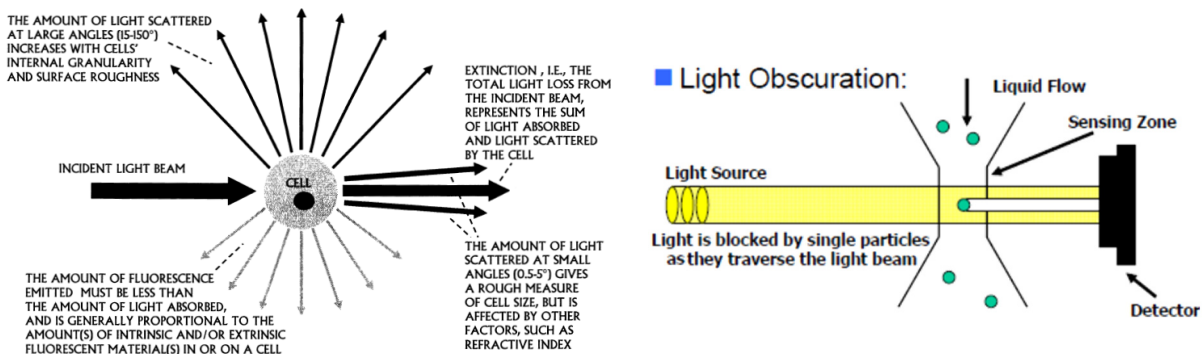 THE AMOUNT OF LIGHT SCATTERED
AT LARGE ANGLES (15-150°)
INCREASES WITH CELLS'
INTERNAL GRANULARITY
AND SURFACE ROUGHNESS
INCIDENT LIGHT BEAM
CELL
EXTINCTION , I.E., THE
TOTAL LIGHT LOSS FROM
THE INCIDENT BEAM,
REPRESENTS THE SUM
OF LIGHT ABSORBED
AND LIGHT SCATTERED
BY THE CELL
THE AMOUNT OF FLUORESCENCE
EMITTED MUST BE LESS THAN
THE AMOUNT OF LIGHT ABSORBED,
AND IS GENERALLY PROPORTIONAL TO THE
AMOUNT(S) OF INTRINSIC AND/OR EXTRINSIC
FLUORESCENT MATERIAL(S) IN OR ON A CELL
THE AMOUNT OF LIGHT
SCATTERED AT SMALL
ANGLES (0.5-5°) GIVES
A ROUGH MEASURE
OF CELL SIZE, BUT IS
AFFECTED BY OTHER
FACTORS, SUCH AS
REFRACTIVE INDEX
Light Obscuration:
Liquid Flow
Sensing Zone
Light Source
Light is blocked by single particles
as they traverse the light beam
Detector